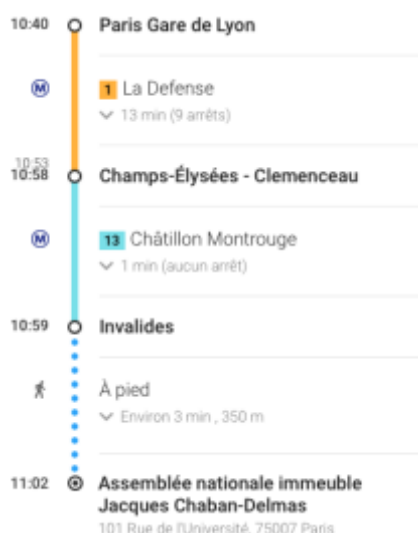 10:40 Paris Gare de Lyon
M 1 La Defense
13 min (9 arrêts)
10:53
10:58 Champs-Élysées - Clemenceau
M 13 Châtillon Montrouge
1 min (aucun arrêt)
10:59 Invalides
À pied
Environ 3 min , 350 m
11:02 Assemblée nationale immeuble
Jacques Chaban-Delmas
101 Rue de l'Université, 75007 Paris